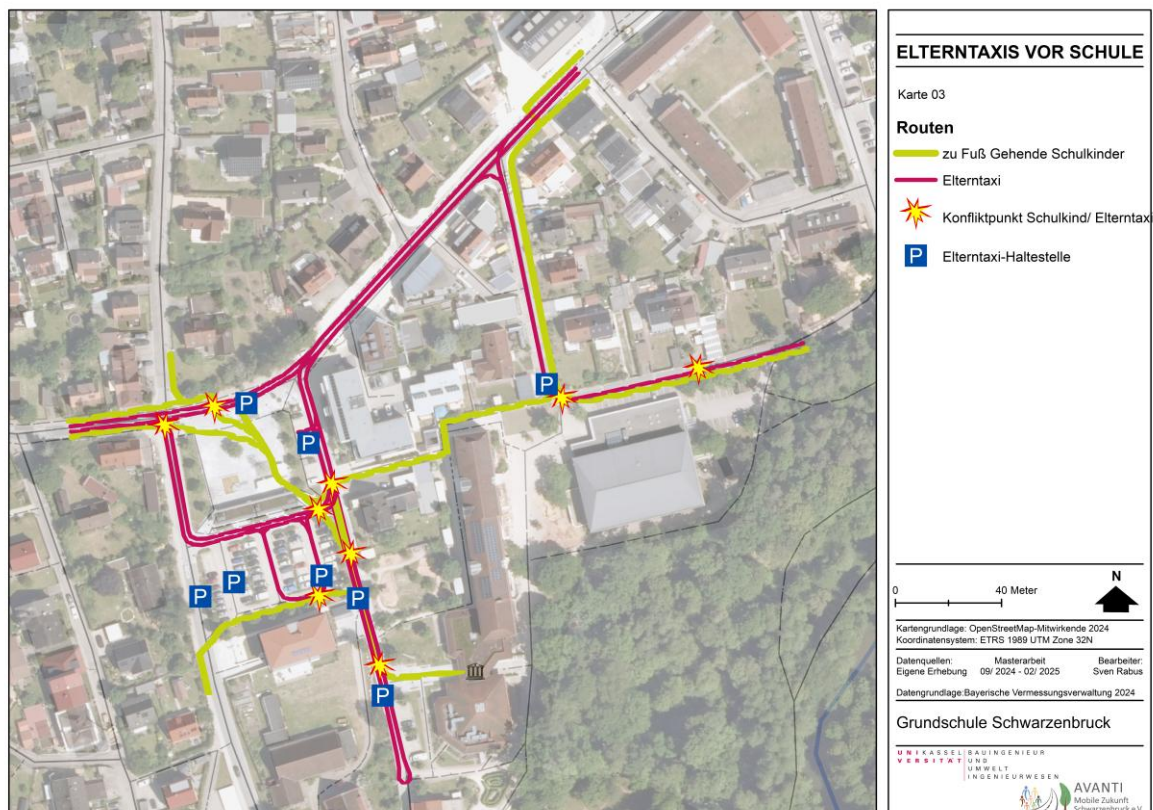 ELTERNTAXIS VOR SCHULE
Karte 03
Routen
zu Fuß Gehende Schulkinder
Elterntaxi
Konfliktpunkt Schulkind/ Elterntaxi
P Elterntaxi-Haltestelle
P
P
P
P
P
P
P
P
N
0 40 Meter
Kartengrundlage: OpenStreetMap-Mitwirkende 2024
Koordinatensystem: ETRS 1989 UTM Zone 32N
Datenquellen: Masterarbeit Bearbeiter:
Eigene Erhebung 09/ 2024 - 02/ 2025 Sven Rabus
Datengrundlage:Bayerische Vermessungsverwaltung 2024
Grundschule Schwarzenbruck
UNIKASSEL BAUINGENIEUR
VERSITÄT UND
UMWELT
INGENIEURWESEN
AVANTI
Mobile Zukunft
Schwarzenbruck e.V.